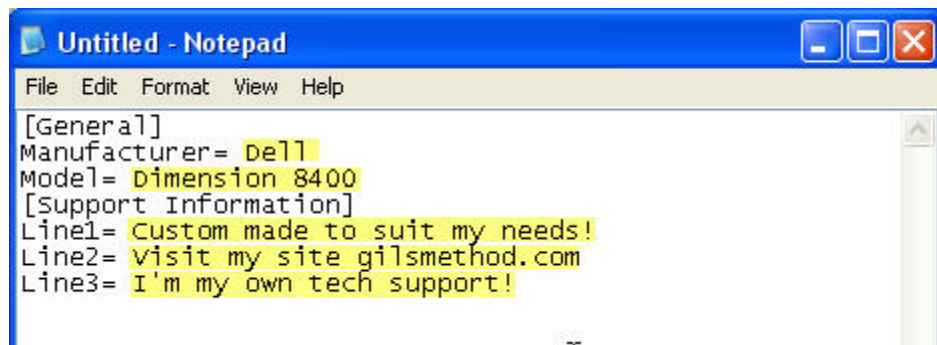 Untitled - Notepad
File Edit Format View Help
[General]
Manufacturer= Dell
Model= Dimension 8400
[Support Information]
Line1= Custom made to suit my needs!
Line2= Visit my site gilsmethod.com
Line3= I'm my own tech support!